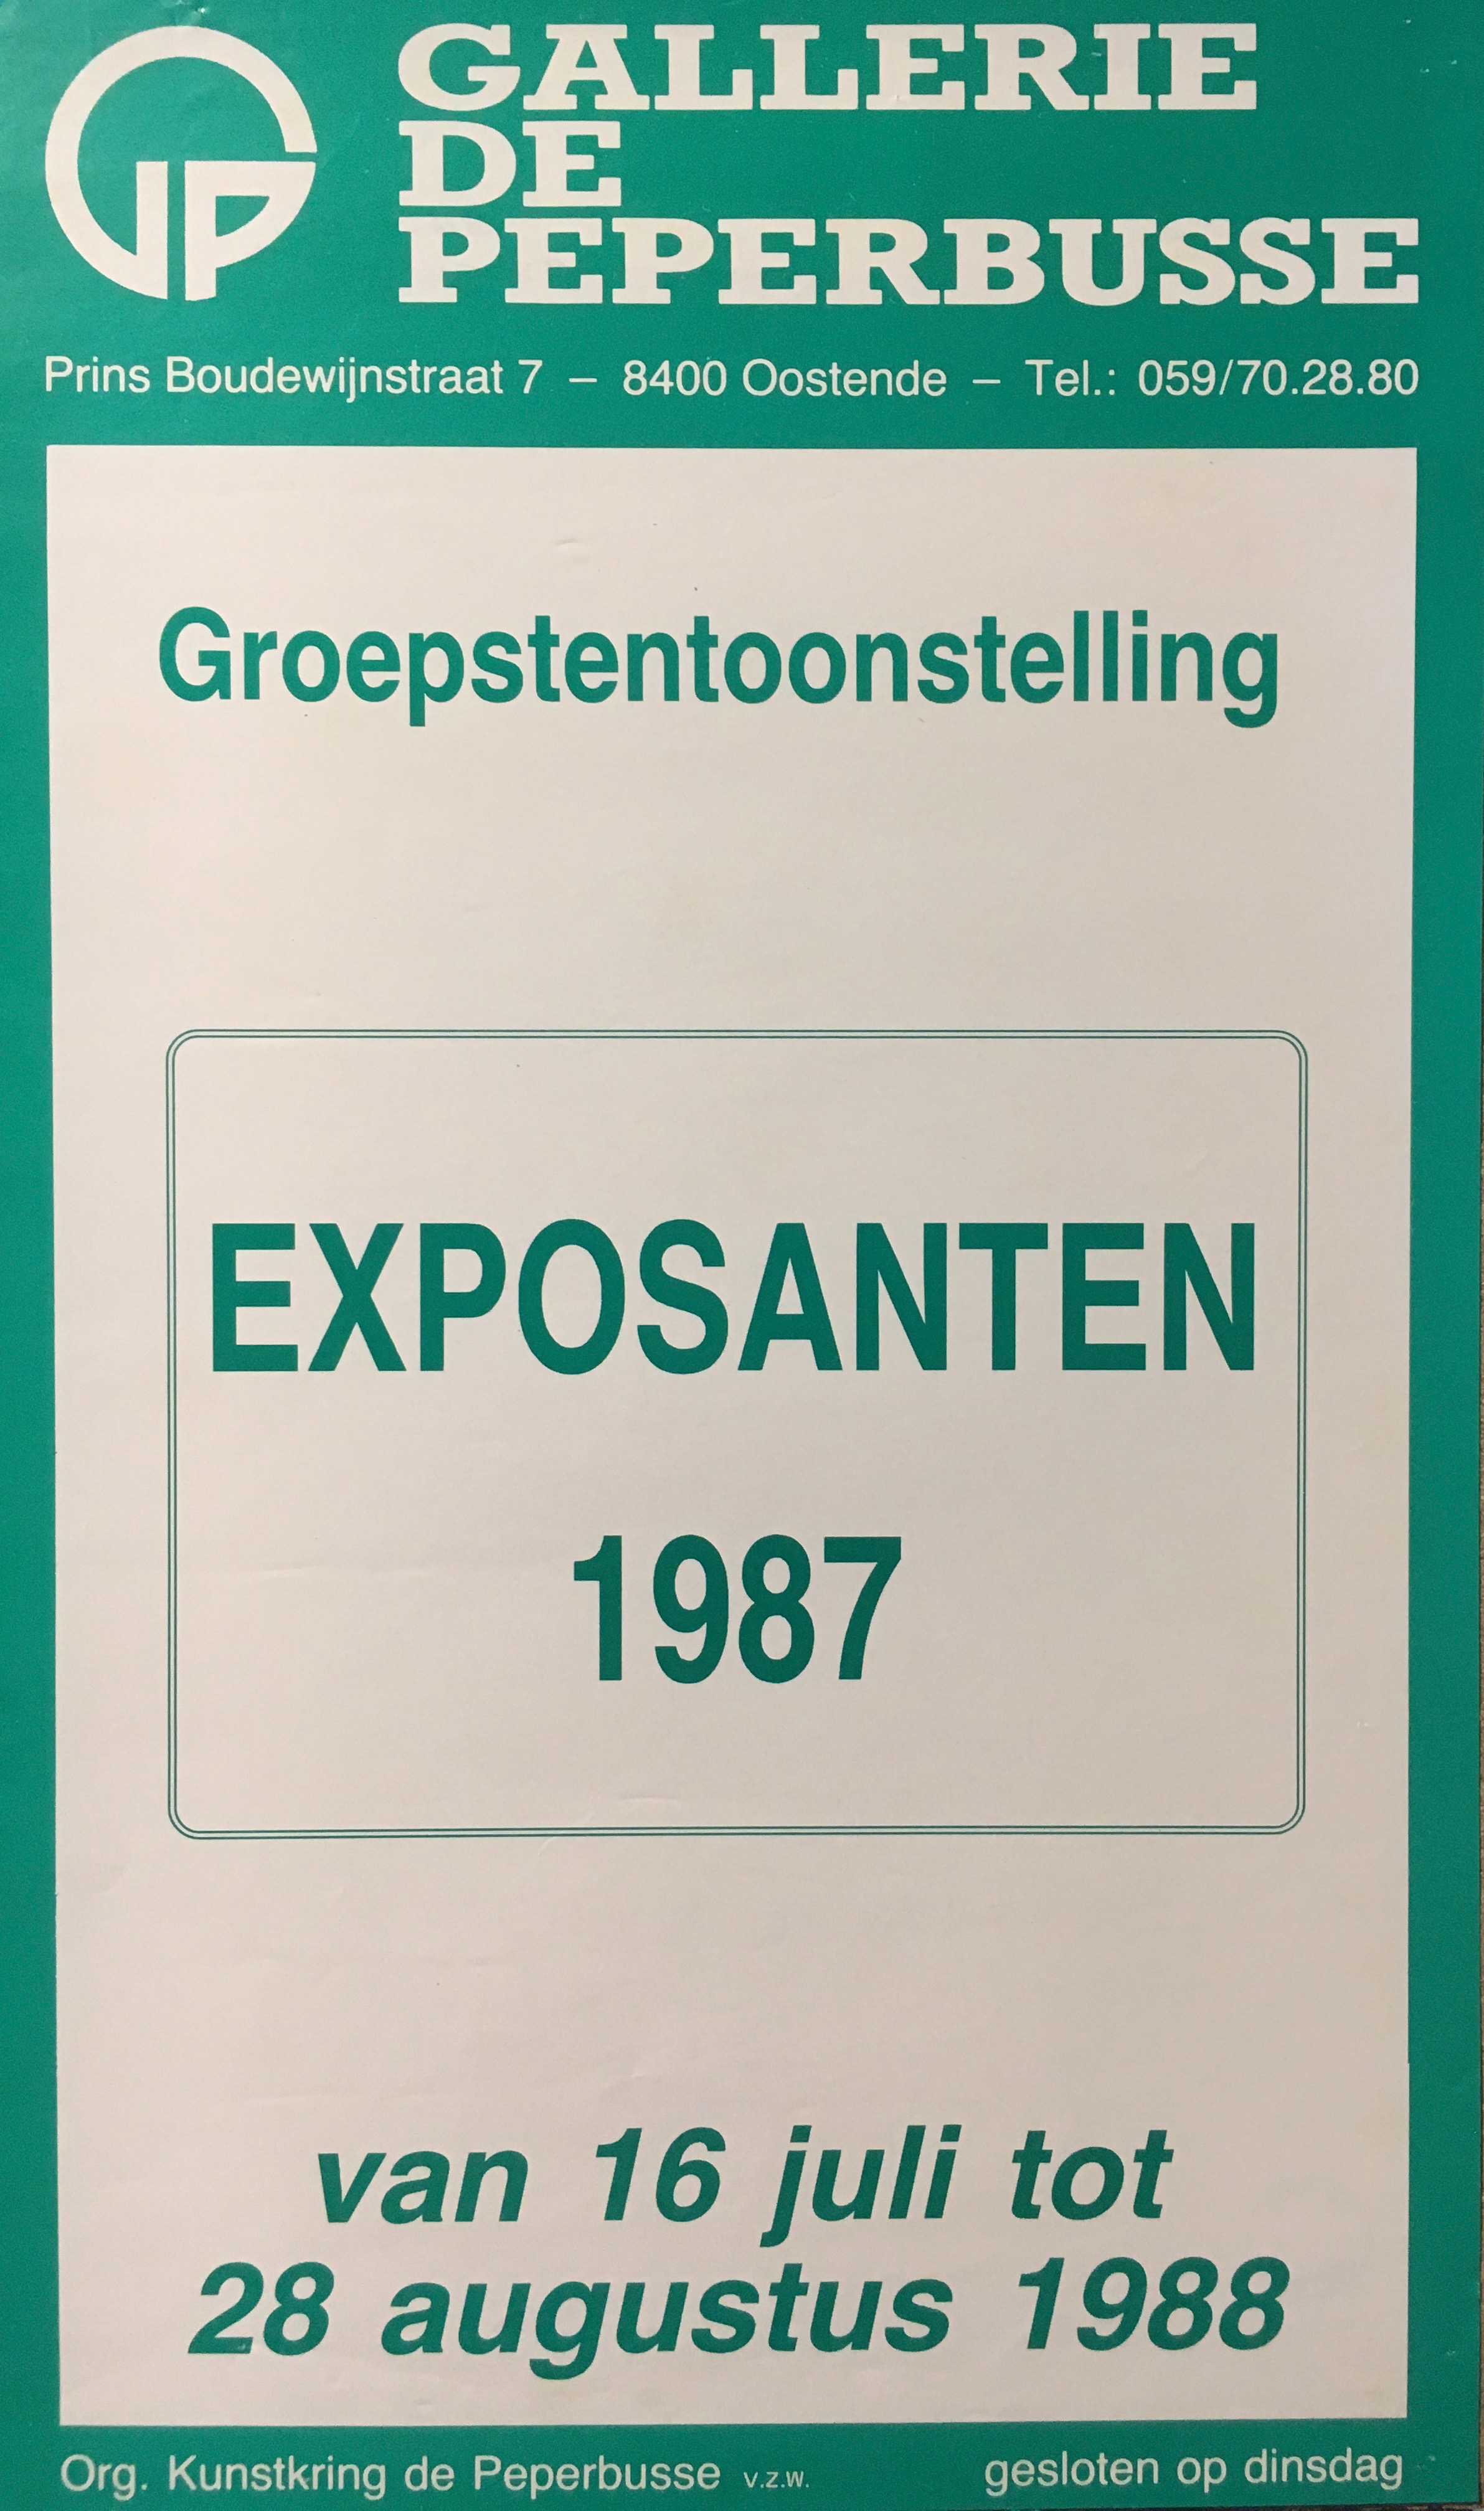 GP
GALLERIE
DE
PEPERBUSSE
Prins Boudewijnstraat 7 – 8400 Oostende – Tel.: 059/70.28.80
Groepstentoonstelling
EXPOSANTEN
1987
van 16 juli tot
28 augustus 1988
Org. Kunstkring de Peperbusse v.z.w. gesloten op dinsdag